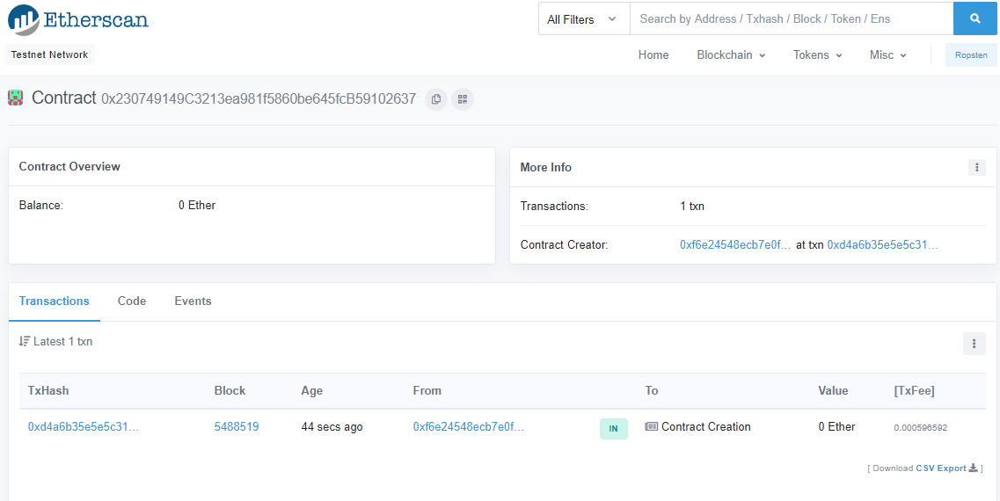 Etherscan
All Filters Search by Address / Txhash / Block / Token / Ens
Testnet Network Home Blockchain Tokens Misc Ropsten
Contract 0x230749149C3213ea981f5860be645fcB59102637
Contract Overview
Balance: 0 Ether
More Info
Transactions: 1 txn
Contract Creator: 0xf6e24548ecb7e0f... at txn 0xd4a6b35e5e5c31...
Transactions Code Events
Latest 1 txn
TxHash Block Age From To Value [TxFee]
0xd4a6b35e5e5c31... 5488519 44 secs ago 0xf6e24548ecb7e0f... IN Contract Creation 0 Ether 0.000596592
[ Download CSV Export ]